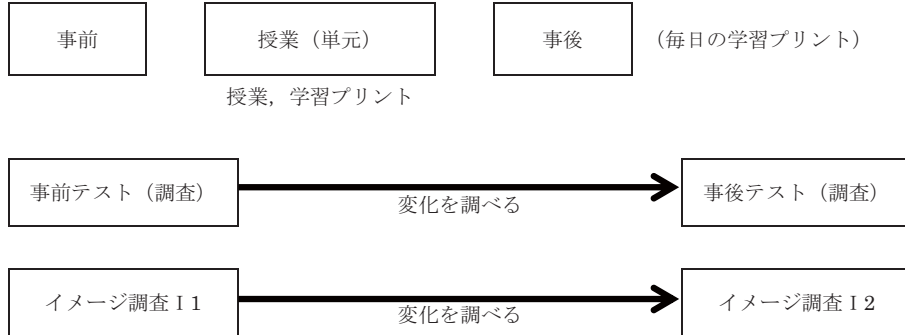 事前 授業（単元） 事後 （毎日の学習プリント）
授業，学習プリント
事前テスト（調査） 事後テスト（調査）
変化を調べる
イメージ調査Ｉ1 イメージ調査Ｉ2
変化を調べる